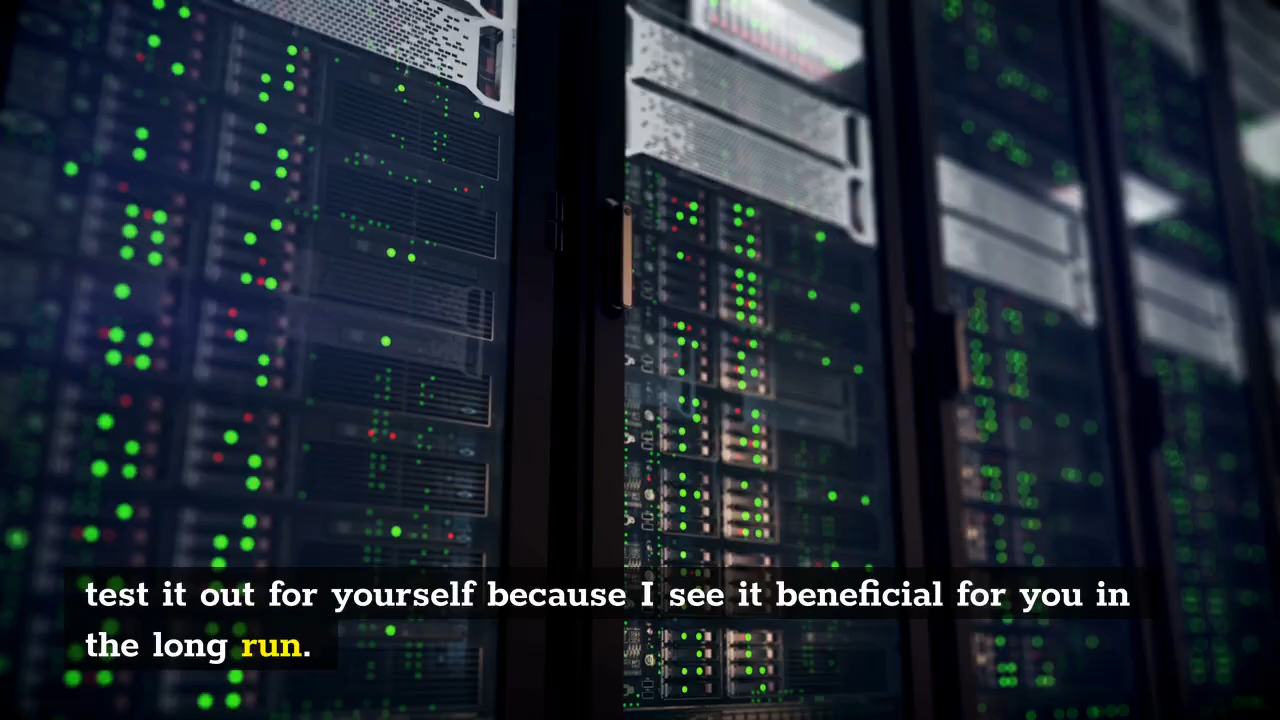 test it out for yourself because I see it beneficial for you in
the long run.